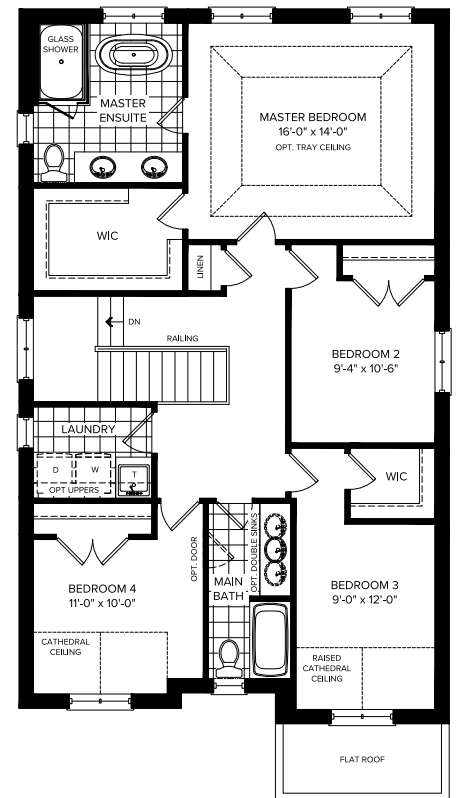 GLASS
SHOWER
MASTER
ENSUITE
MASTER BEDROOM
16'-0" x 14'-0"
OPT. TRAY CEILING
WIC
LINEN
DN
RAILING
BEDROOM 2
9'-4" x 10'-6"
LAUNDRY
D
W
T
OPT UPPERS
WIC
OPT. DOOR
OPT. DOUBLE SINKS
MAIN
BATH
BEDROOM 4
11'-0" x 10'-0"
BEDROOM 3
9'-0" x 12'-0"
CATHEDRAL
CEILING
RAISED
CATHEDRAL
CEILING
FLAT ROOF